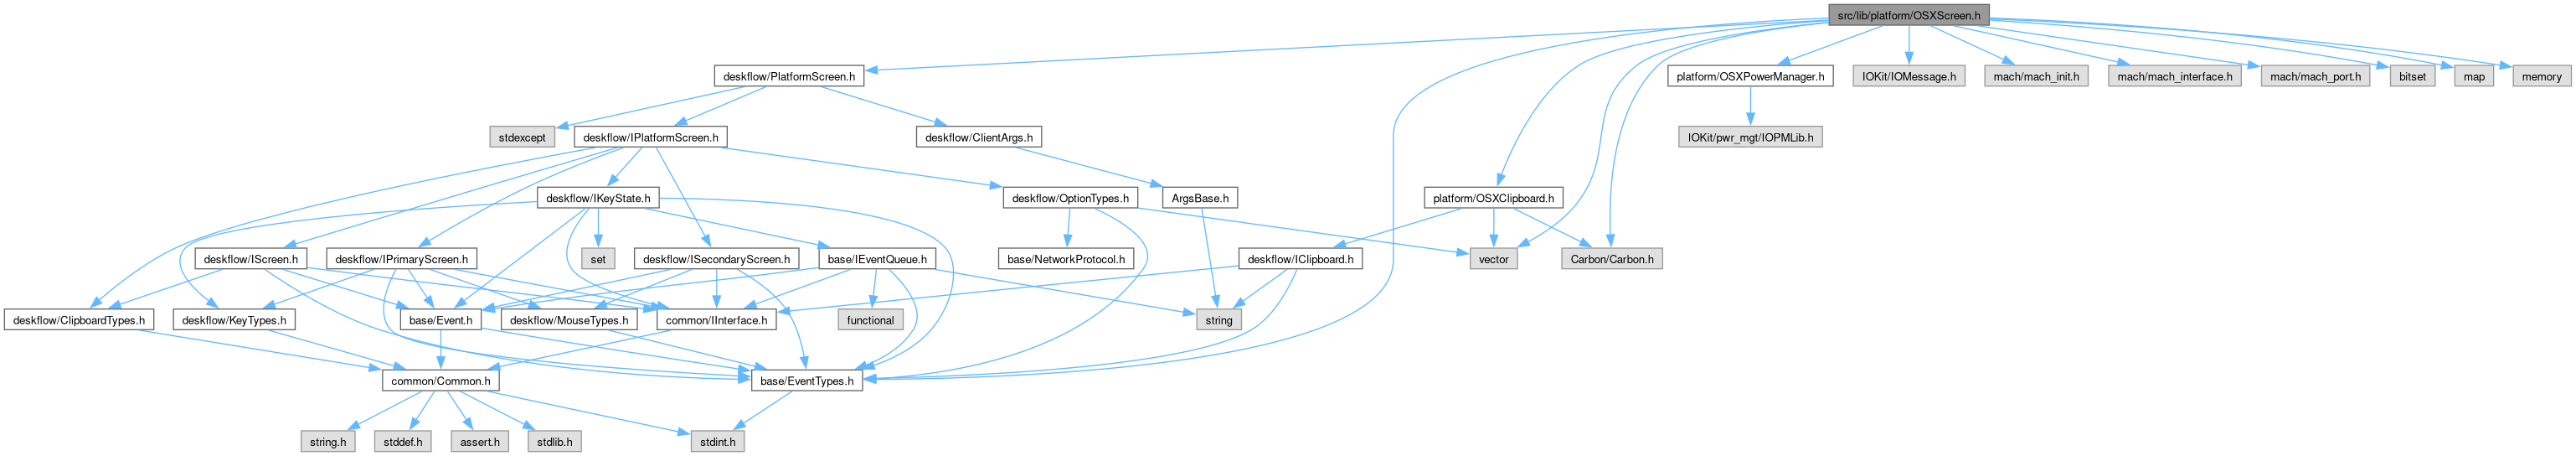 src/lib/platform/OSXScreen.h
deskflow/PlatformScreen.h
platform/OSXPowerManager.h
IOKit/IOMessage.h
mach/mach_init.h
mach/mach_interface.h
mach/mach_port.h
bitset
map
memory
stdexcept
deskflow/IPlatformScreen.h
deskflow/ClientArgs.h
IOKit/pwr_mgt/IOPMLib.h
deskflow/IKeyState.h
deskflow/OptionTypes.h
ArgsBase.h
platform/OSXClipboard.h
deskflow/IScreen.h
deskflow/IPrimaryScreen.h
set
deskflow/ISecondaryScreen.h
base/IEventQueue.h
base/NetworkProtocol.h
deskflow/IClipboard.h
vector
Carbon/Carbon.h
deskflow/ClipboardTypes.h
deskflow/KeyTypes.h
base/Event.h
deskflow/MouseTypes.h
common/IInterface.h
functional
string
common/Common.h
base/EventTypes.h
string.h
stddef.h
assert.h
stdlib.h
stdint.h